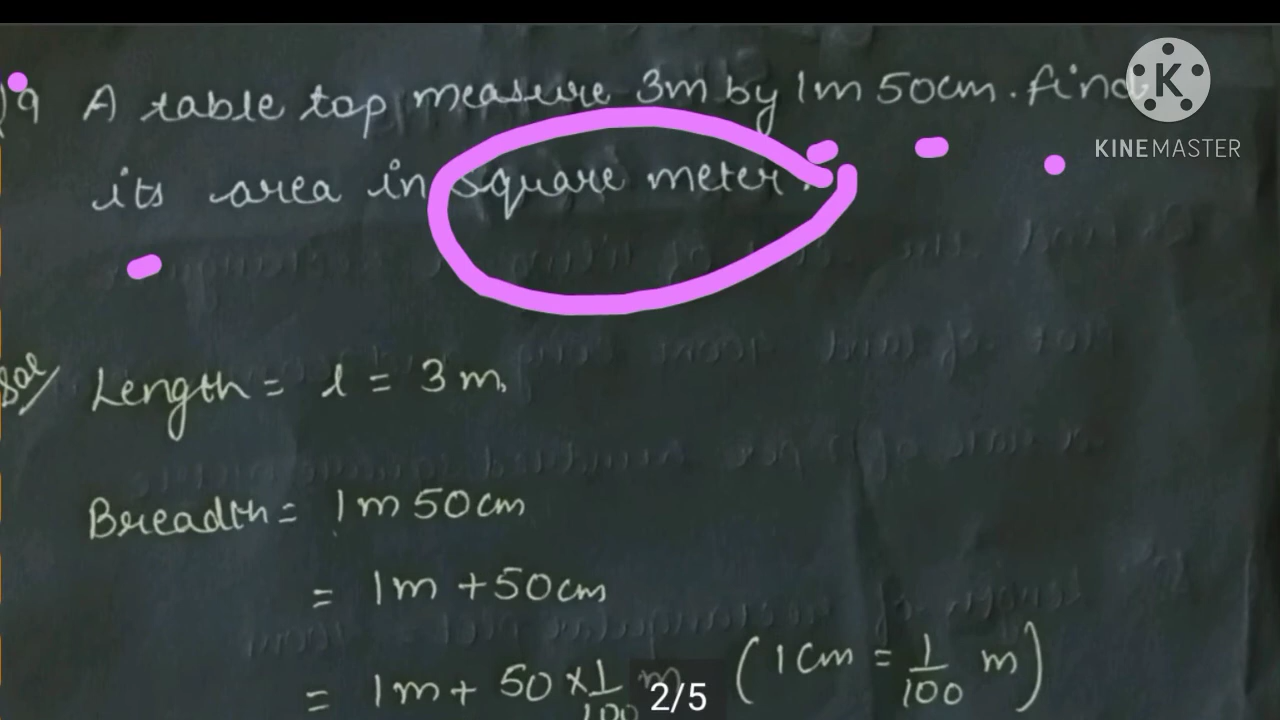 Q9 A table top measure 3m by 1m 50cm. find
its area in square meter.
Sol/ Length = l = 3m,
Breadth = 1m 50cm
= 1m + 50cm
= 1m + 50 × 1/100 m (1cm = 1/100 m)
2/5
KINEMASTER